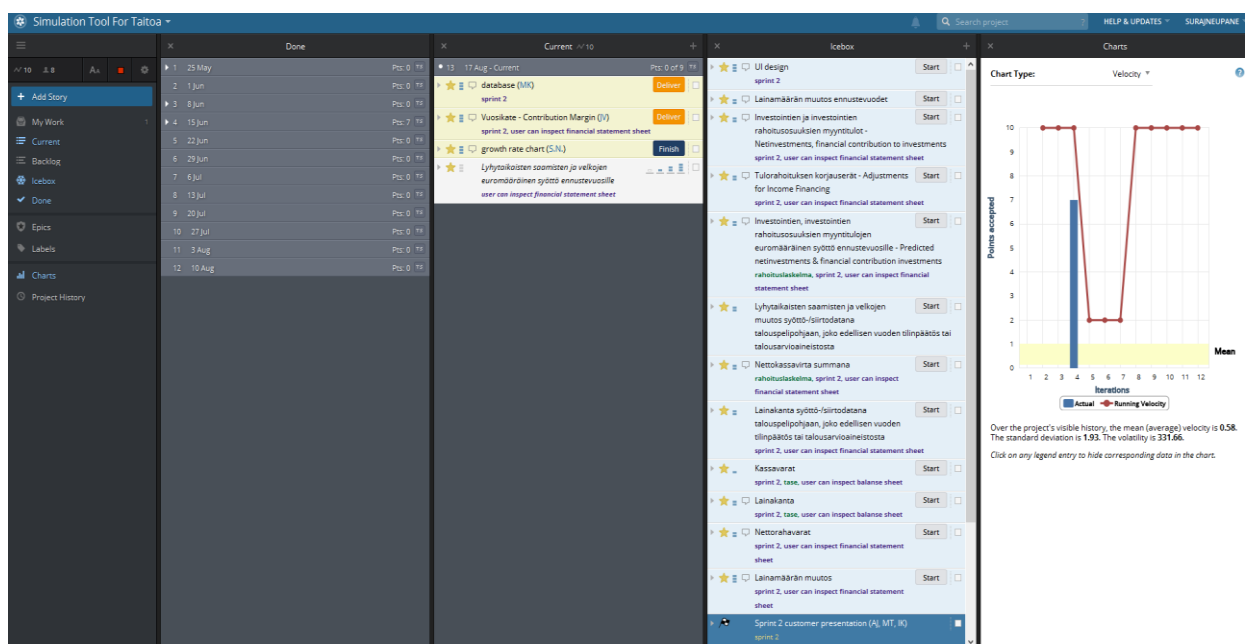 Simulation Tool For Taitoa
Search project
?
HELP & UPDATES
SURAJNEUPANE
10
8
Add Story
My Work 1
Current
Backlog
Icebox
Done
Epics
Labels
Charts
Project History
Done
1 25 May Pts: 0 TS
2 1 Jun Pts: 0 TS
3 8 Jun Pts: 0 TS
4 15 Jun Pts: 7 TS
5 22 Jun Pts: 0 TS
6 29 Jun Pts: 0 TS
7 6 Jul Pts: 0 TS
8 13 Jul Pts: 0 TS
9 20 Jul Pts: 0 TS
10 27 Jul Pts: 0 TS
11 3 Aug Pts: 0 TS
12 10 Aug Pts: 0 TS
Current 10
13 17 Aug - Current Pts: 0 of 9 TS
database (MK) Deliver
sprint 2
Vuosikate - Contribution Margin (JV) Deliver
sprint 2, user can inspect financial statement sheet
growth rate chart (S.N.) Finish
Lyhytaikaisten saamisten ja velkojen
euromääräinen syöttö ennustevuosille
user can inspect financial statement sheet
Icebox
UI design Start
sprint 2
Lainamäärän muutos ennustevuodet Start
Investointien ja investointien Start
rahoitusosuuksien myyntitulot -
Netinvestments, financial contribution to investments
sprint 2, user can inspect financial statement sheet
Tulorahoituksen korjauserät - Adjustments Start
for Income Financing
sprint 2, user can inspect financial statement sheet
Investointien, investointien Start
rahoitusosuuksien myyntitulojen
euromääräinen syöttö ennustevuosille - Predicted
netinvestments & financial contribution investments
rahoituslaskelma, sprint 2, user can inspect financial
statement sheet
Lyhytaikaisten saamisten ja velkojen Start
muutos syöttö-/siirtodatana
talouspelipohjaan, joko edellisen vuoden tilinpäätös tai
talousarvioaineistosta
Nettokassavirta summana Start
rahoituslaskelma, sprint 2, user can inspect
financial statement sheet
Lainakanta syöttö-/siirtodatana Start
talouspelipohjaan, joko edellisen vuoden
tilinpäätös tai talousarvioaineistosta
sprint 2, user can inspect financial statement sheet
Kassavarat Start
sprint 2, tase, user can inspect balanse sheet
Lainakanta Start
sprint 2, tase, user can inspect balanse sheet
Nettorahavarat Start
sprint 2, user can inspect financial statement
sheet
Lainamäärän muutos Start
sprint 2, user can inspect financial statement
sheet
Sprint 2 customer presentation (AJ, MT, IK)
sprint 2
Charts
Chart Type: Velocity
?
Points accepted
10
9
8
7
6
5
4
3
2
1
0
Mean
1 2 3 4 5 6 7 8 9 10 11 12
Iterations
Actual Running Velocity
Over the project's visible history, the mean (average) velocity is 0.58.
The standard deviation is 1.93. The volatility is 331.66.
Click on any legend entry to hide corresponding data in the chart.